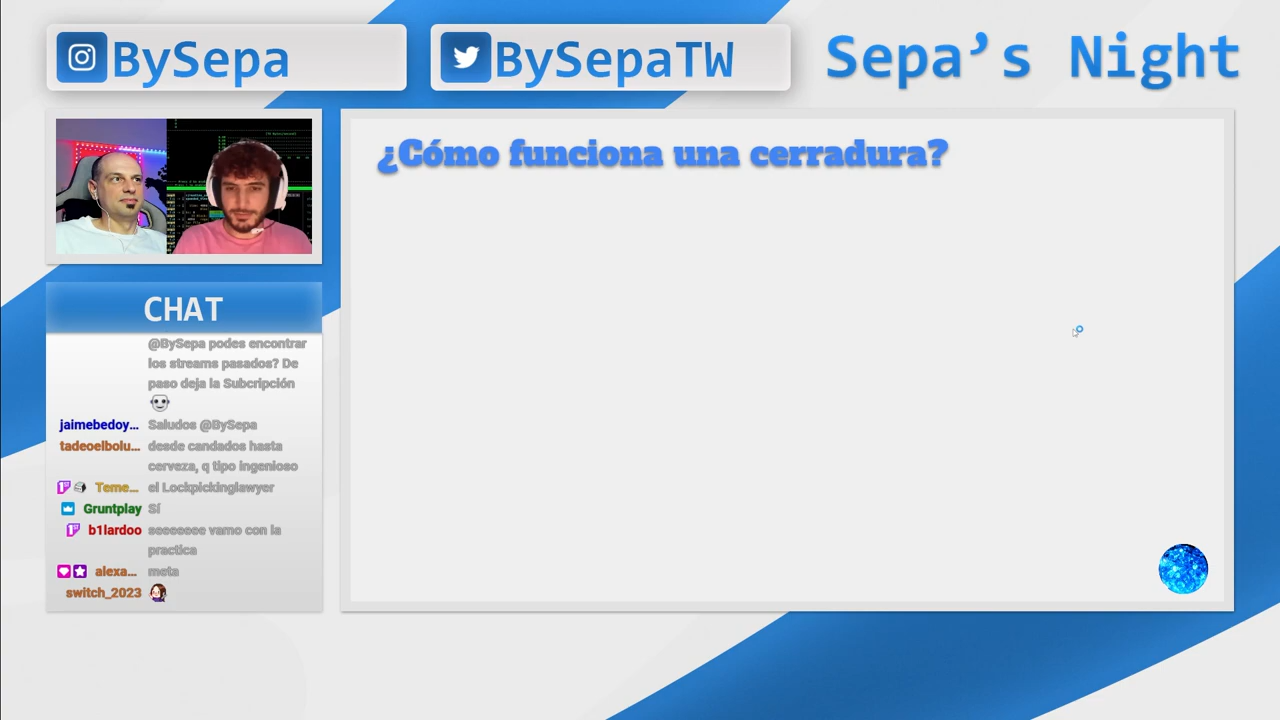 BySepa
BySepaTW
Sepa’s Night
¿Cómo funciona una cerradura?
CHAT
@BySepa podes encontrar
los streams pasados? De
paso deja la Subcripción
jaimebedoy... Saludos @BySepa
tadeoelbolu... desde candados hasta
cerveza, q tipo ingenioso
Teme... el Lockpickinglawyer
Gruntplay Sí
b1lardoo eeeeeeee vamo con la
practica
alexa... meta
switch_2023